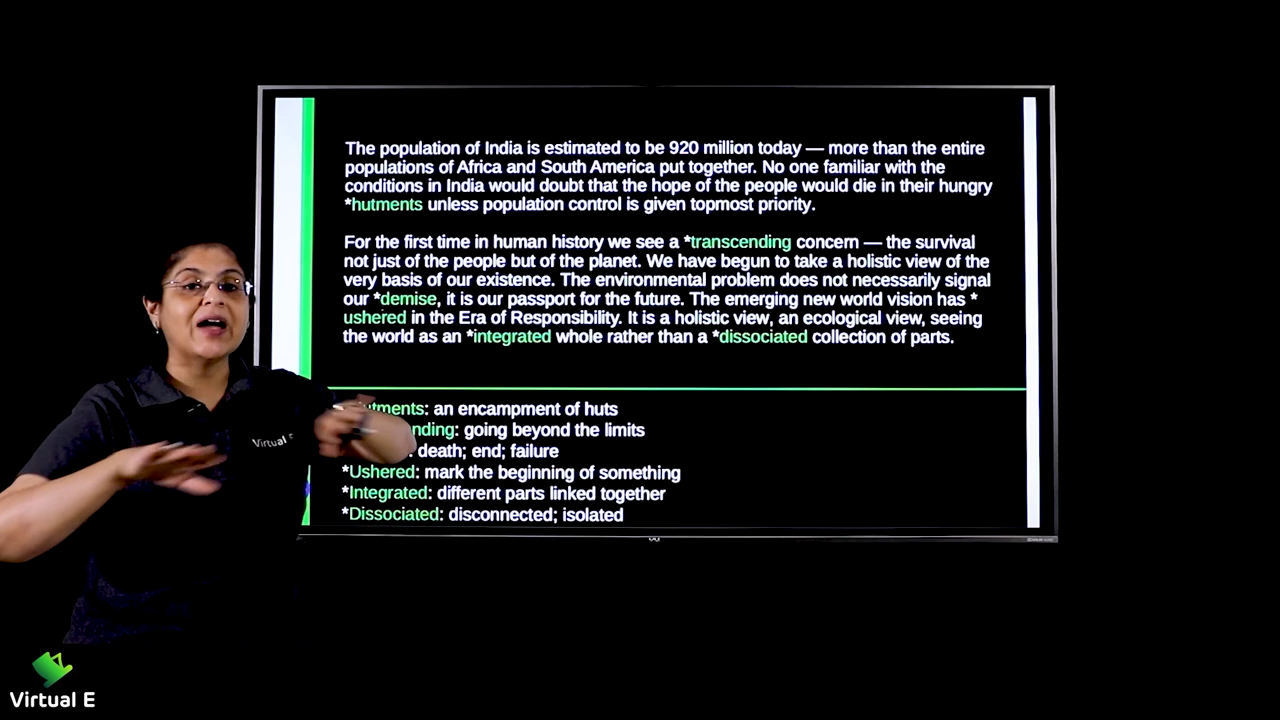 The population of India is estimated to be 920 million today — more than the entire
populations of Africa and South America put together. No one familiar with the
conditions in India would doubt that the hope of the people would die in their hungry
*hutments unless population control is given topmost priority.
For the first time in human history we see a *transcending concern — the survival
not just of the people but of the planet. We have begun to take a holistic view of the
very basis of our existence. The environmental problem does not necessarily signal
our *demise, it is our passport for the future. The emerging new world vision has *
ushered in the Era of Responsibility. It is a holistic view, an ecological view, seeing
the world as an *integrated whole rather than a *dissociated collection of parts.
utments: an encampment of huts
nding: going beyond the limits
death; end; failure
*Ushered: mark the beginning of something
*Integrated: different parts linked together
*Dissociated: disconnected; isolated
Virtual E
Virtual E